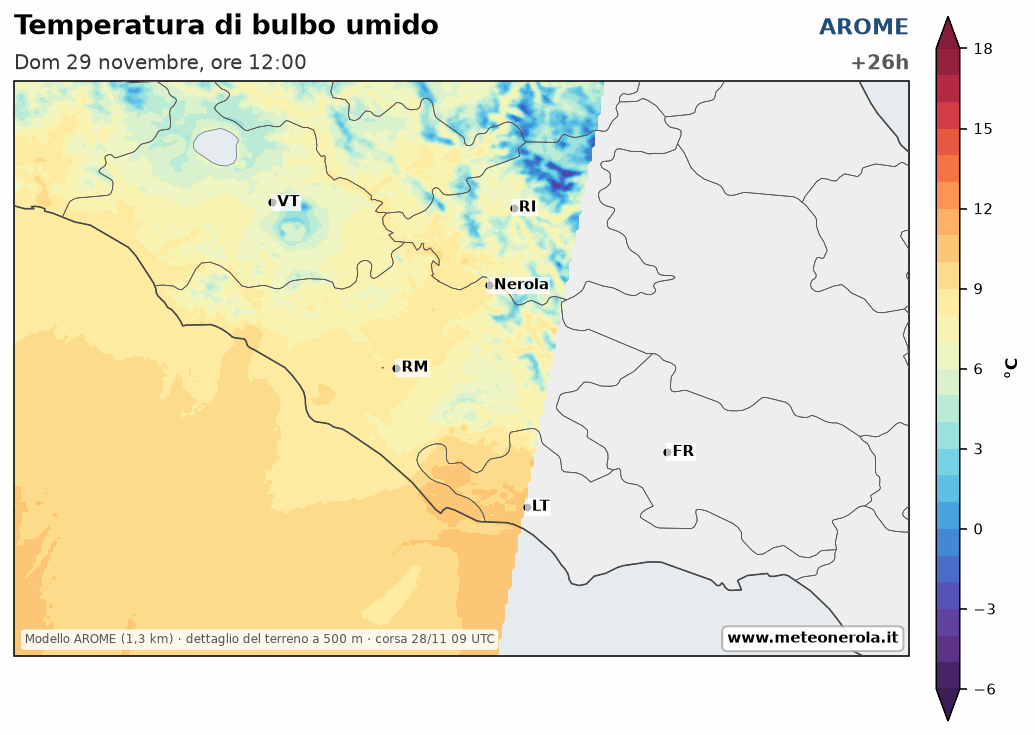 Temperatura di bulbo umido
AROME
Dom 29 novembre, ore 12:00
+26h
VT
RI
Nerola
RM
FR
LT
Modello AROME (1,3 km) · dettaglio del terreno a 500 m · corsa 28/11 09 UTC
www.meteonerola.it
18
15
12
9
6
3
0
−3
−6
°C